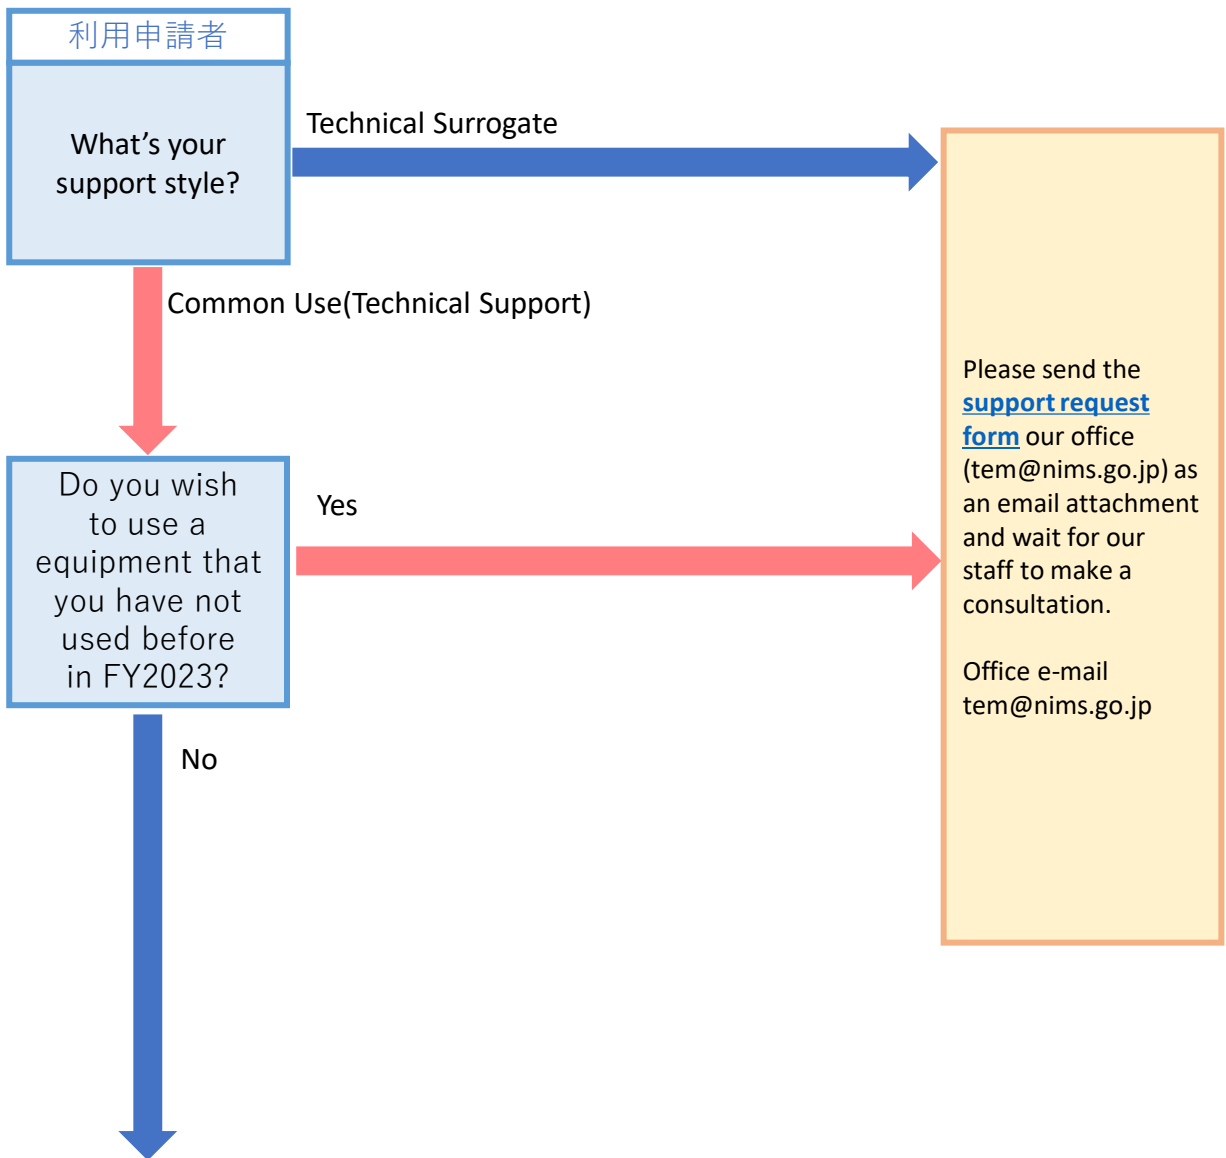 利用申請者
What’s your
support style?
Technical Surrogate
Common Use(Technical Support)
Do you wish
to use a
equipment that
you have not
used before
in FY2023?
Yes
No
Please send the
support request
form our office
(tem@nims.go.jp) as
an email attachment
and wait for our
staff to make a
consultation.
Office e-mail
tem@nims.go.jp